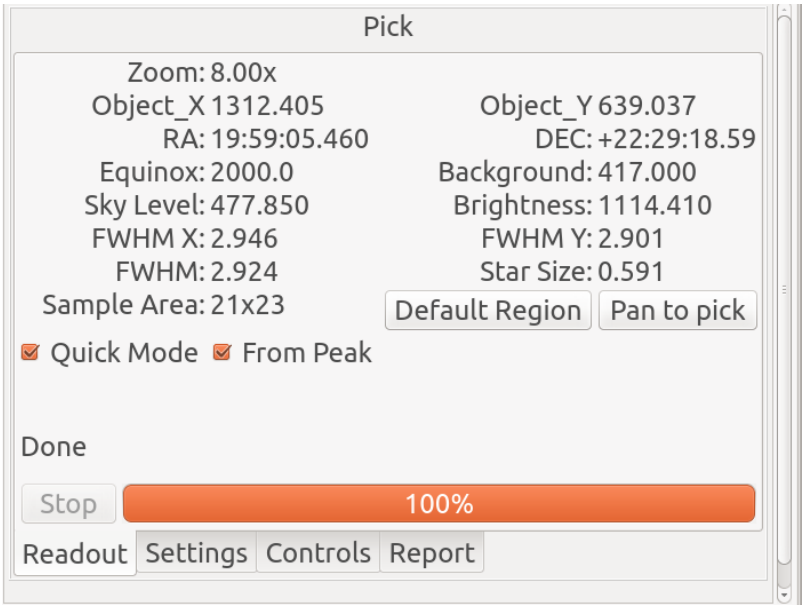 Pick
Zoom: 8.00x
Object_X 1312.405 Object_Y 639.037
RA: 19:59:05.460 DEC: +22:29:18.59
Equinox: 2000.0 Background: 417.000
Sky Level: 477.850 Brightness: 1114.410
FWHM X: 2.946 FWHM Y: 2.901
FWHM: 2.924 Star Size: 0.591
Sample Area: 21x23 Default Region Pan to pick
Quick Mode From Peak
Done
Stop 100%
Readout Settings Controls Report